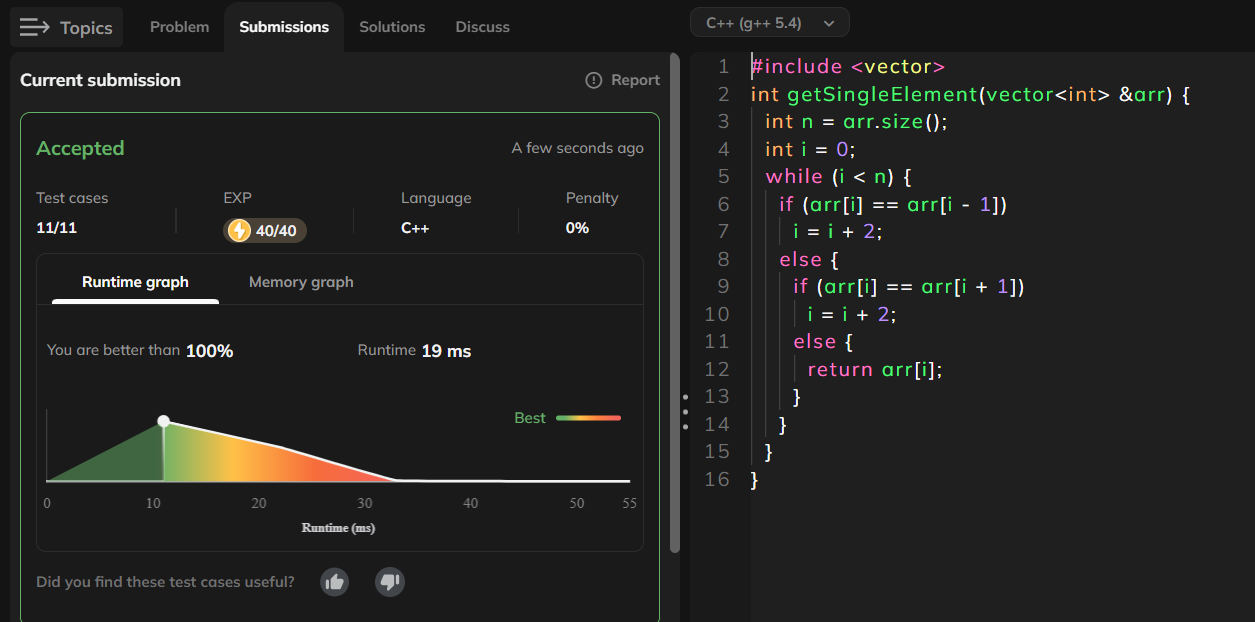 Topics Problem Submissions Solutions Discuss
Current submission Report
Accepted A few seconds ago
Test cases EXP Language Penalty
11/11 40/40 C++ 0%
Runtime graph Memory graph
You are better than 100% Runtime 19 ms
Best
0 10 20 30 40 50 55
Runtime (ms)
Did you find these test cases useful?
C++ (g++ 5.4)
1 #include <vector>
2 int getSingleElement(vector<int> &arr) {
3 int n = arr.size();
4 int i = 0;
5 while (i < n) {
6 if (arr[i] == arr[i - 1])
7 i = i + 2;
8 else {
9 if (arr[i] == arr[i + 1])
10 i = i + 2;
11 else {
12 return arr[i];
13 }
14 }
15 }
16 }